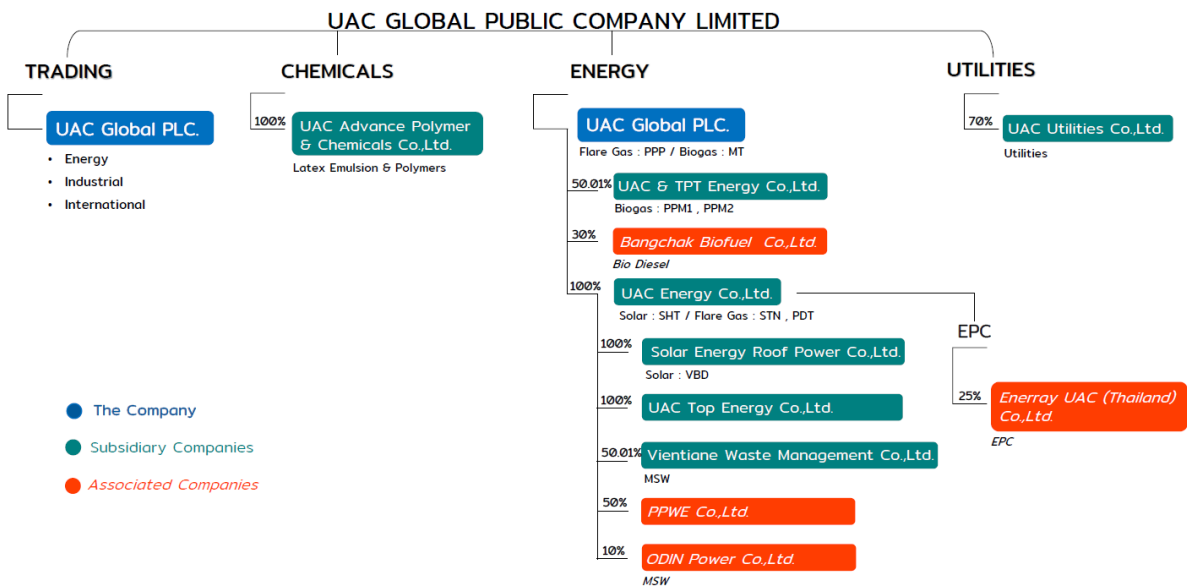 UAC GLOBAL PUBLIC COMPANY LIMITED
TRADING
UAC Global PLC.
• Energy
• Industrial
• International
CHEMICALS
100%
UAC Advance Polymer
& Chemicals Co.,Ltd.
Latex Emulsion & Polymers
ENERGY
UAC Global PLC.
Flare Gas : PPP / Biogas : MT
50.01%
UAC & TPT Energy Co.,Ltd.
Biogas : PPM1 , PPM2
30%
Bangchak Biofuel Co.,Ltd.
Bio Diesel
100%
UAC Energy Co.,Ltd.
Solar : SHT / Flare Gas : STN , PDT
100%
Solar Energy Roof Power Co.,Ltd.
Solar : VBD
100%
UAC Top Energy Co.,Ltd.
50.01%
Vientiane Waste Management Co.,Ltd.
MSW
50%
PPWE Co.,Ltd.
10%
ODIN Power Co.,Ltd.
MSW
EPC
25%
Enerray UAC (Thailand)
Co.,Ltd.
EPC
UTILITIES
70%
UAC Utilities Co.,Ltd.
Utilities
The Company
Subsidiary Companies
Associated Companies